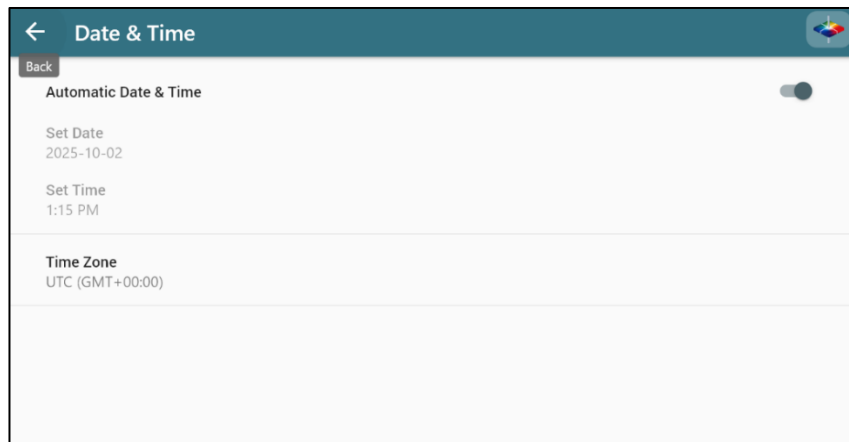 Date & Time
Back
Automatic Date & Time
Set Date
2025-10-02
Set Time
1:15 PM
Time Zone
UTC (GMT+00:00)